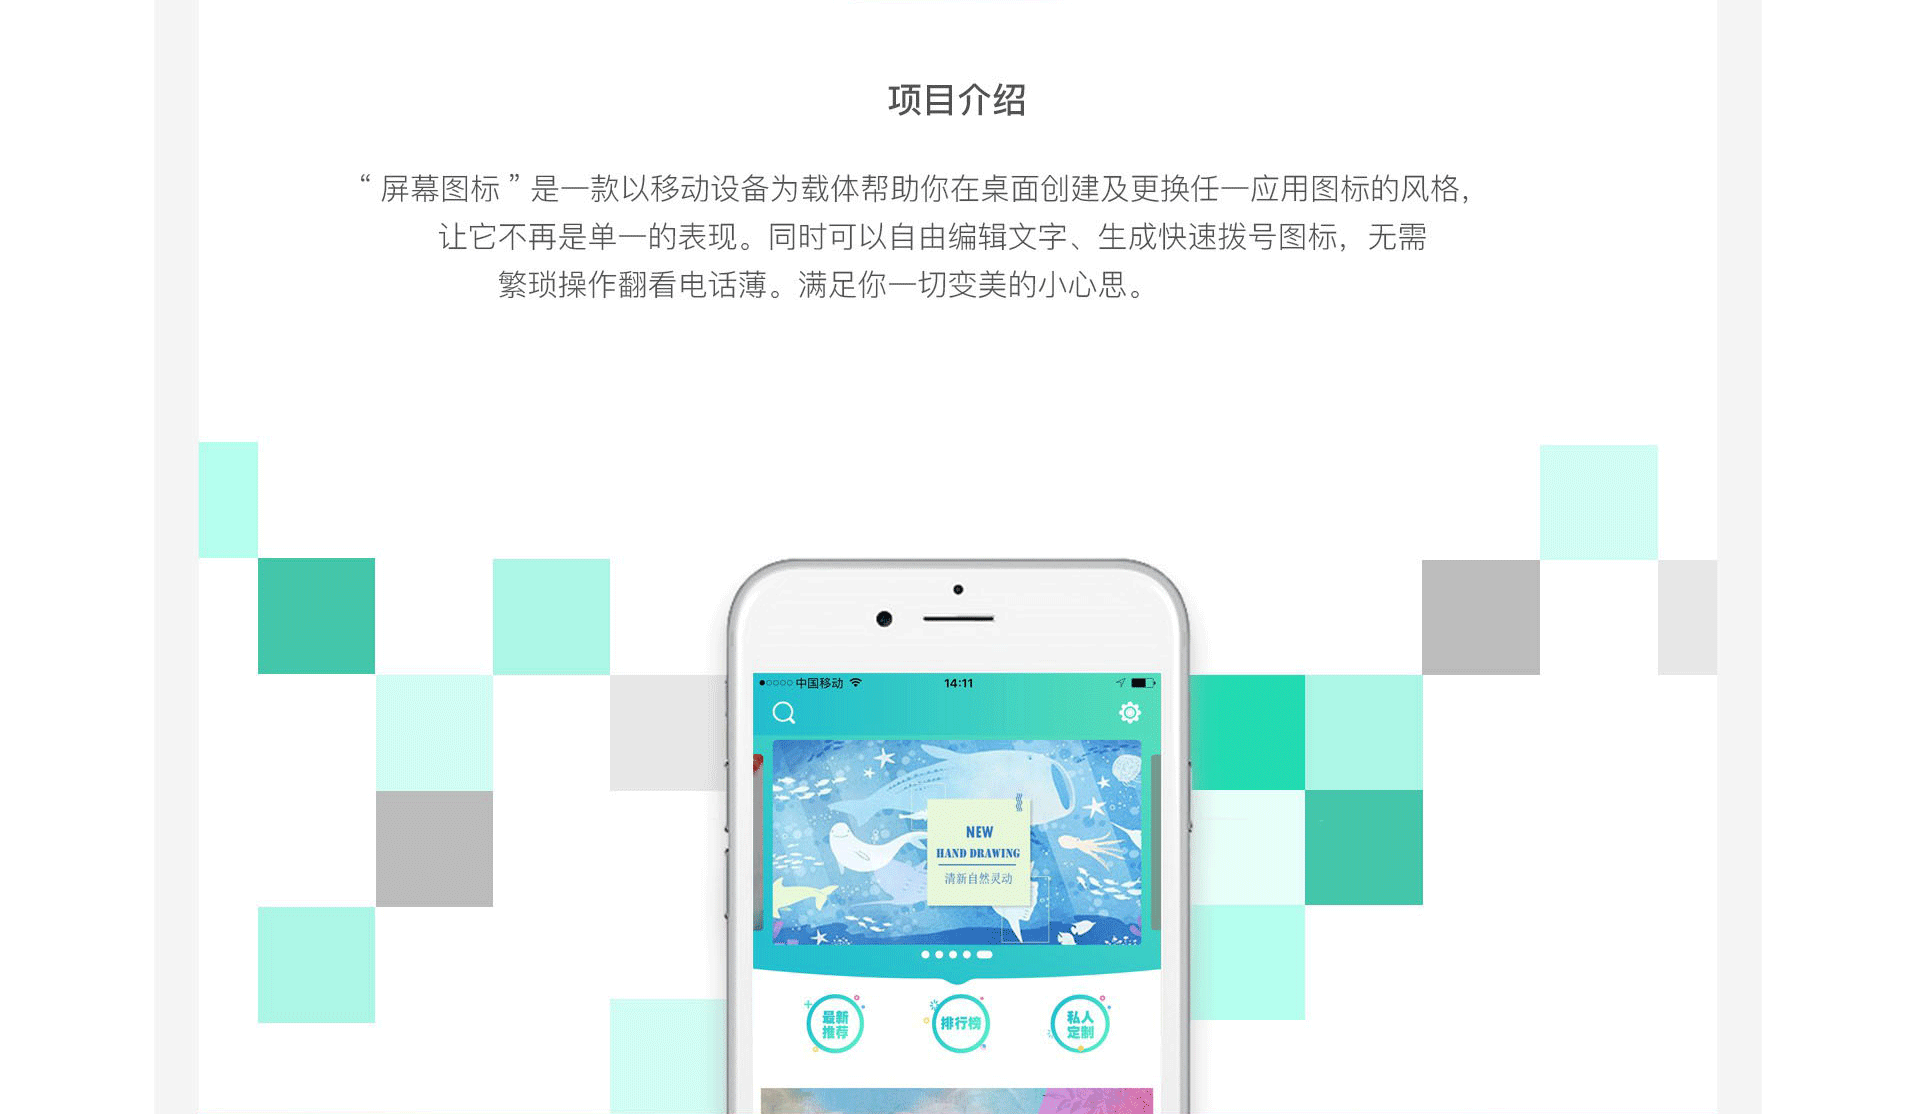 项目介绍
“ 屏幕图标 ” 是一款以移动设备为载体帮助你在桌面创建及更换任一应用图标的风格，
让它不再是单一的表现。同时可以自由编辑文字、生成快速拨号图标，无需
繁琐操作翻看电话薄。满足你一切变美的小心思。
中国移动
14:11
NEW
HAND DRAWING
清新自然灵动
最新
推荐
排行榜
私人
定制